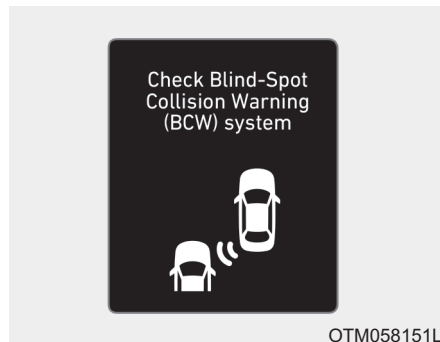 Check Blind-Spot
Collision Warning
(BCW) system
OTM058151L